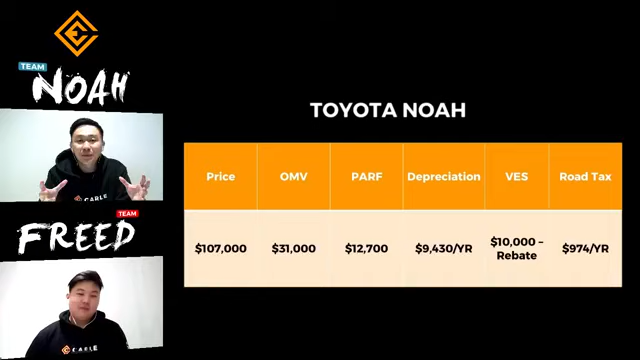 TEAM
NOAH
CARLE
TEAM
FREED
CARLE
TOYOTA NOAH
Price OMV PARF Depreciation VES Road Tax
$107,000 $31,000 $12,700 $9,430/YR $10,000 – Rebate $974/YR